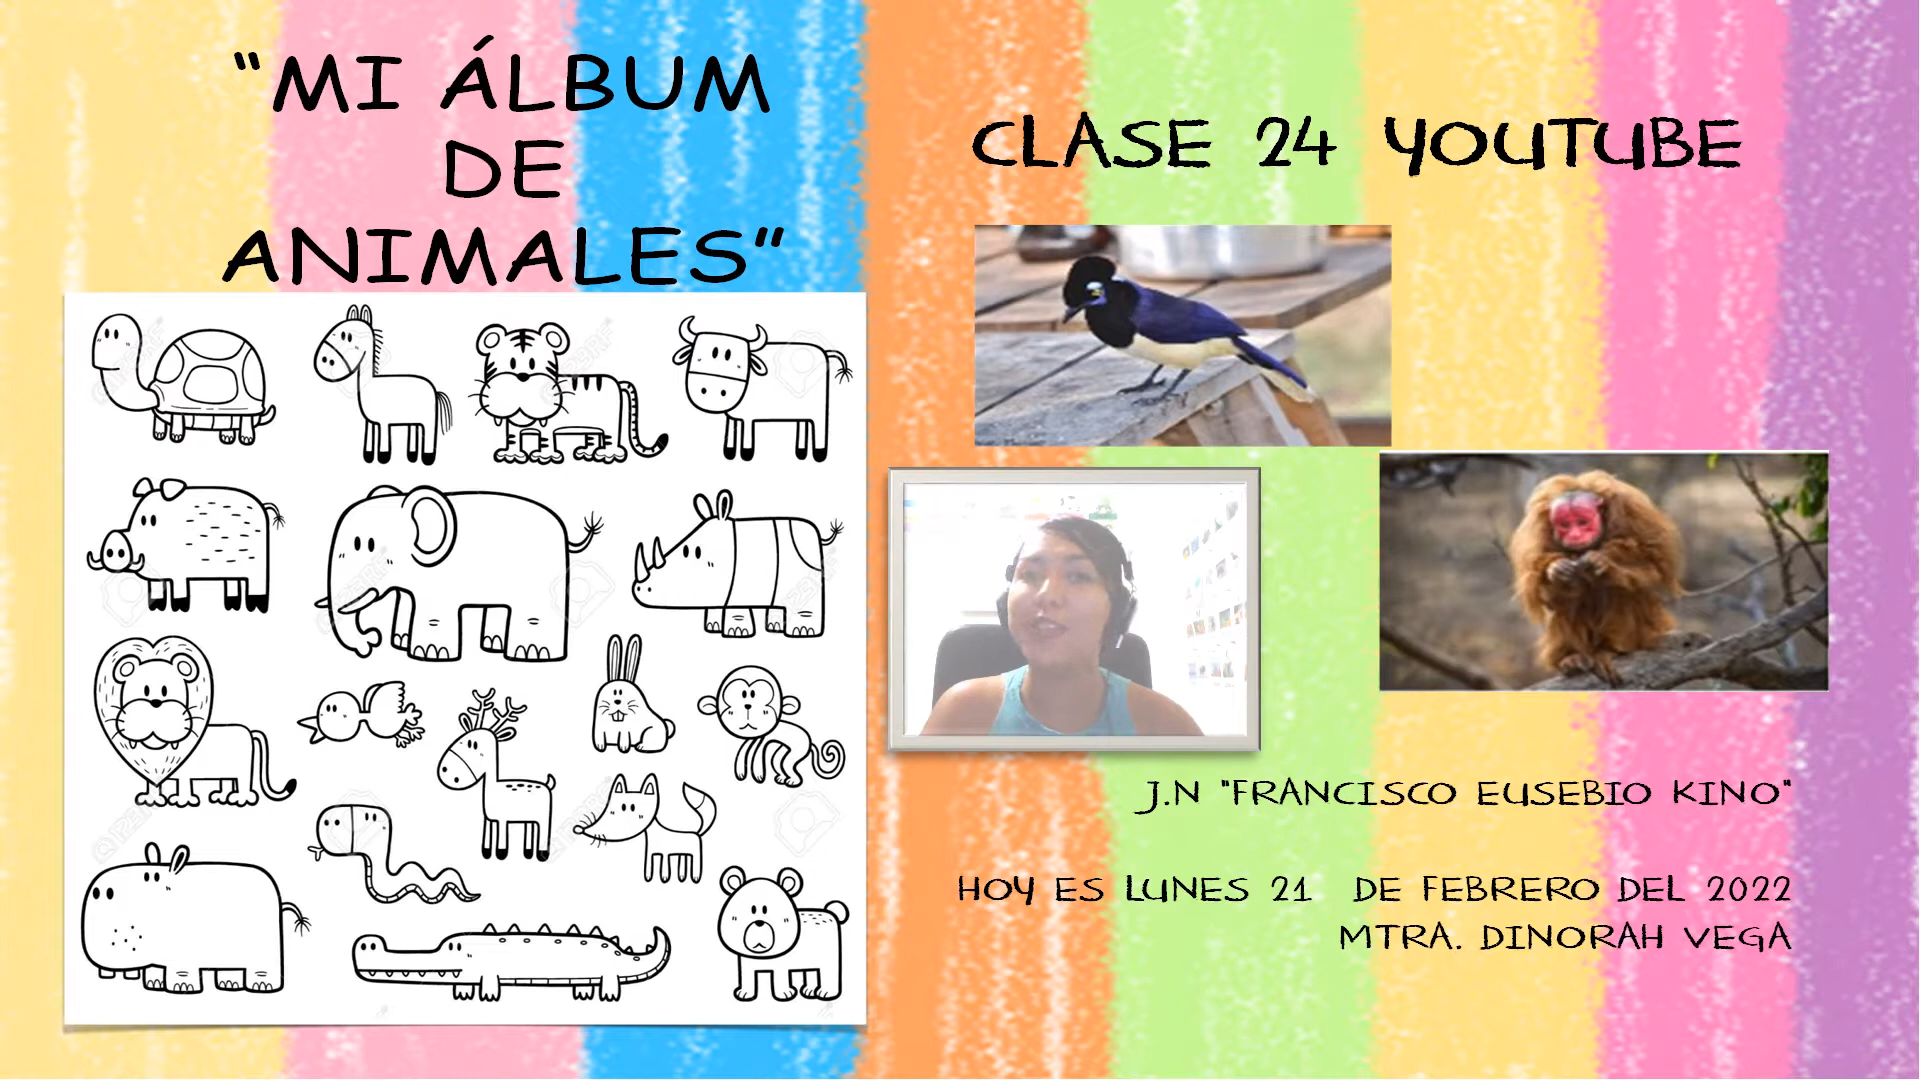 "MI ÁLBUM
DE
ANIMALES"
CLASE 24 YOUTUBE
J.N "FRANCISCO EUSEBIO KINO"
HOY ES LUNES 21 DE FEBRERO DEL 2022
MTRA. DINORAH VEGA